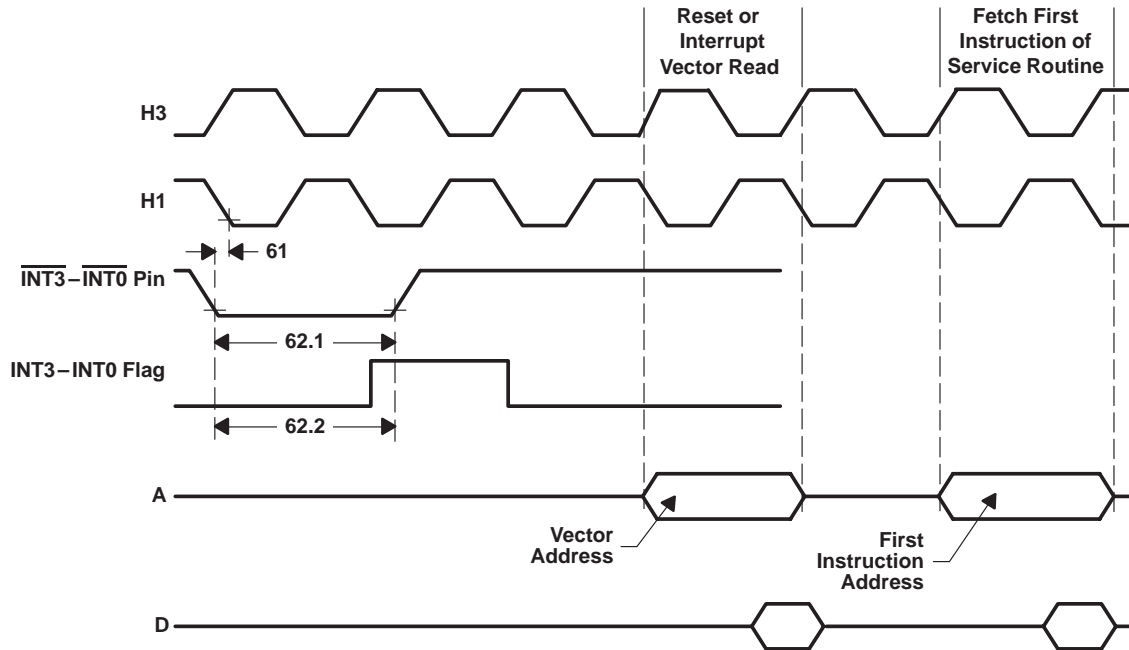 Reset or
Interrupt
Vector Read
Fetch First
Instruction of
Service Routine
H3
H1
61
INT3–INT0 Pin
62.1
INT3–INT0 Flag
62.2
A
Vector
Address
First
Instruction
Address
D